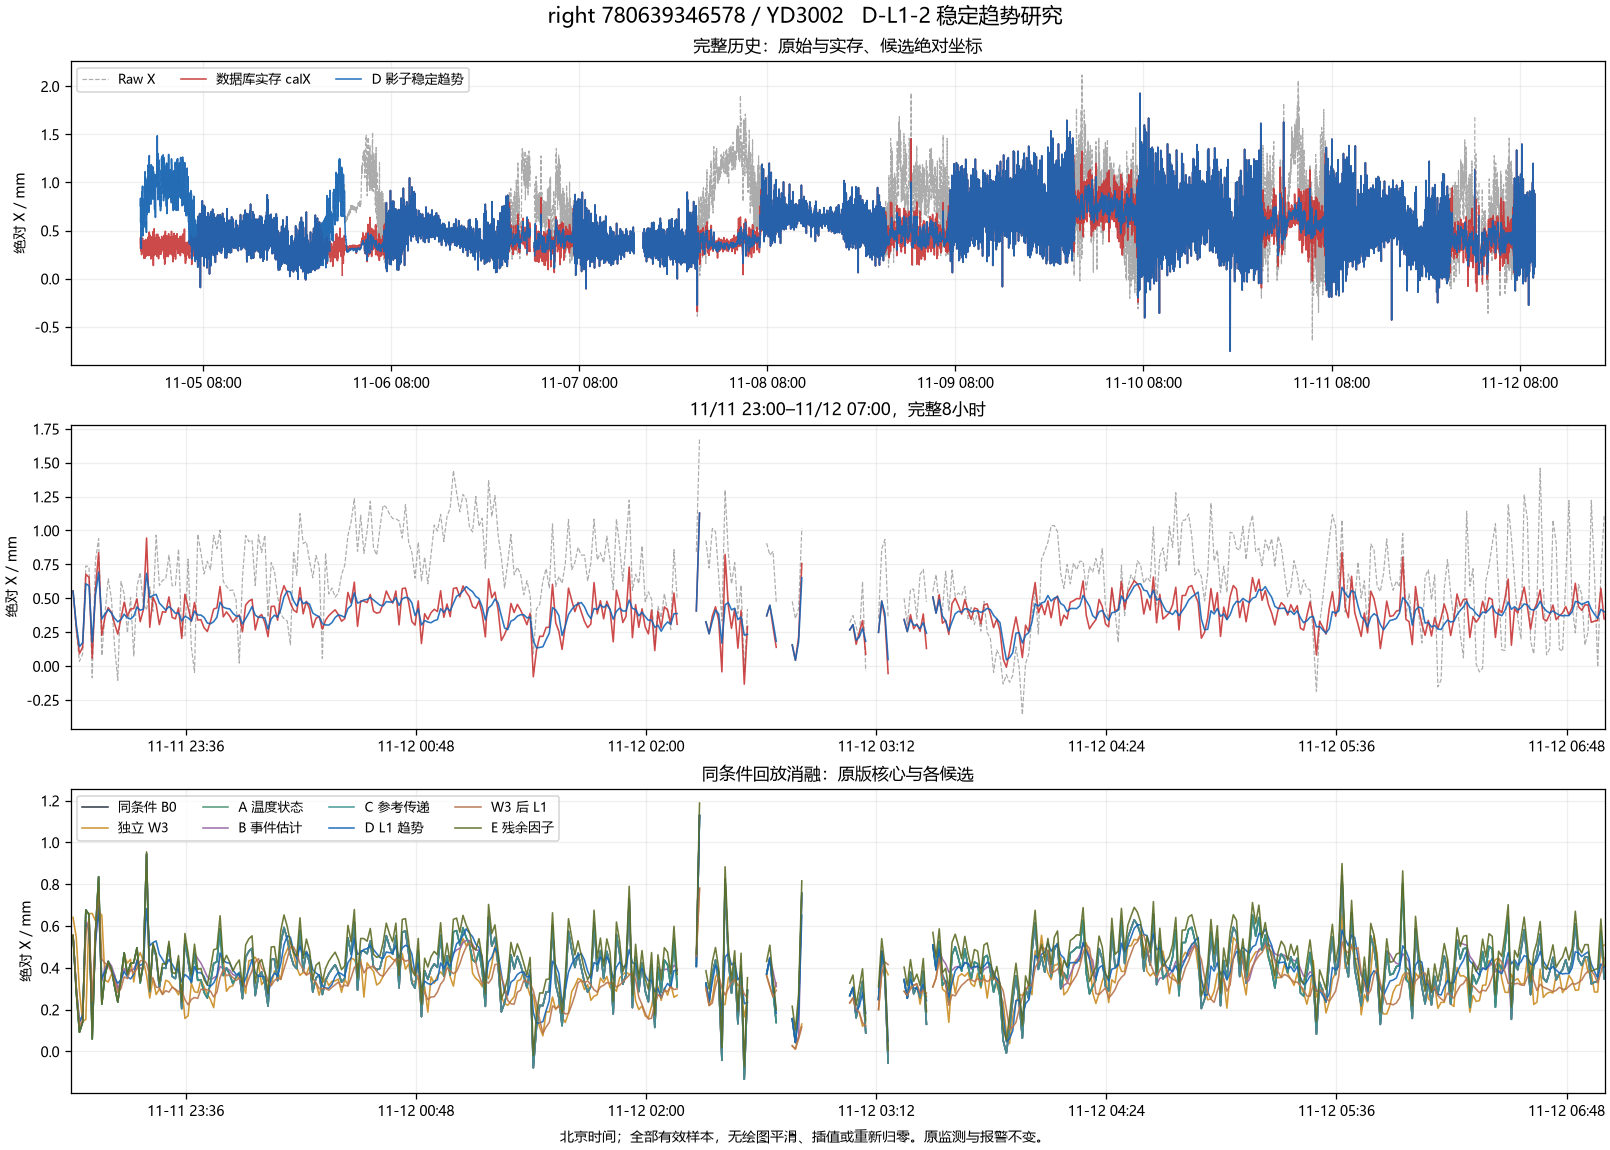 right 780639346578 / YD3002   D-L1-2 稳定趋势研究
完整历史：原始与实存、候选绝对坐标
Raw X
数据库实存 calX
D 影子稳定趋势
绝对 X / mm
2.0
1.5
1.0
0.5
0.0
-0.5
11-05 08:00
11-06 08:00
11-07 08:00
11-08 08:00
11-09 08:00
11-10 08:00
11-11 08:00
11-12 08:00
11/11 23:00–11/12 07:00，完整8小时
绝对 X / mm
1.75
1.50
1.25
1.00
0.75
0.50
0.25
0.00
-0.25
11-11 23:36
11-12 00:48
11-12 02:00
11-12 03:12
11-12 04:24
11-12 05:36
11-12 06:48
同条件回放消融：原版核心与各候选
同条件 B0
A 温度状态
C 参考传递
W3 后 L1
独立 W3
B 事件估计
D L1 趋势
E 残余因子
绝对 X / mm
1.2
1.0
0.8
0.6
0.4
0.2
0.0
11-11 23:36
11-12 00:48
11-12 02:00
11-12 03:12
11-12 04:24
11-12 05:36
11-12 06:48
北京时间；全部有效样本，无绘图平滑、插值或重新归零。原监测与报警不变。